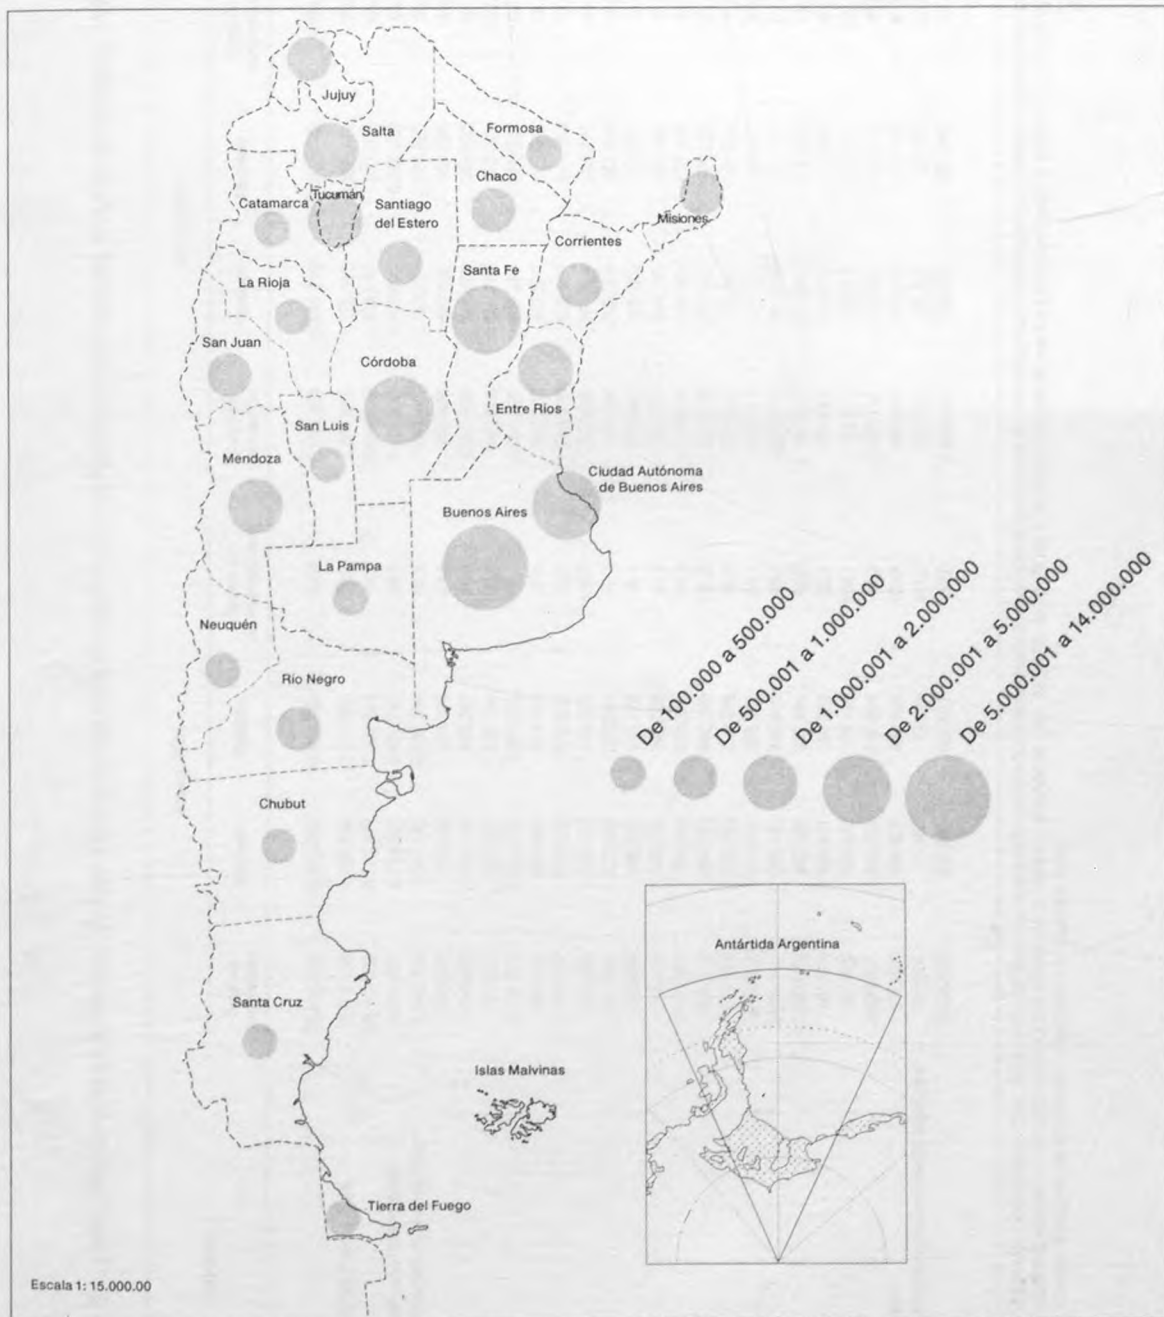 Jujuy
Salta
Formosa
Chaco
Tucumán
Catamarca
Santiago
del Estero
Misiones
Corrientes
Santa Fe
La Rioja
San Juan
Córdoba
Entre Rios
San Luis
Mendoza
Ciudad Autónoma
de Buenos Aires
Buenos Aires
La Pampa
Neuquén
Río Negro
Chubut
Santa Cruz
Islas Malvinas
Tierra del Fuego
De 100.000 a 500.000
De 500.001 a 1.000.000
De 1.000.001 a 2.000.000
De 2.000.001 a 5.000.000
De 5.000.001 a 14.000.000
Antártida Argentina
Escala 1: 15.000.00